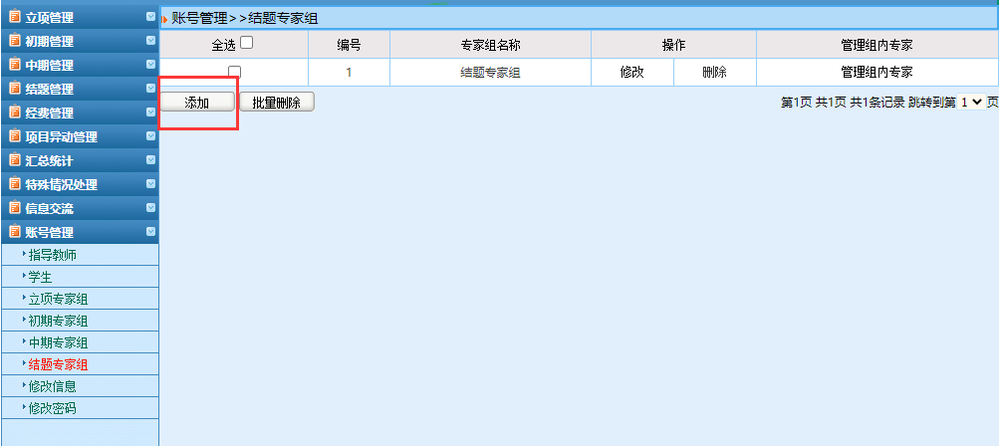 立项管理
初期管理
中期管理
结题管理
经费管理
项目异动管理
汇总统计
特殊情况处理
信息交流
账号管理
指导教师
学生
立项专家组
初期专家组
中期专家组
结题专家组
修改信息
修改密码
账号管理>>结题专家组
全选 编号 专家组名称 操作 管理组内专家
1 结题专家组 修改 删除 管理组内专家
添加 批量删除 第1页 共1页 共1条记录 跳转到第 1 页